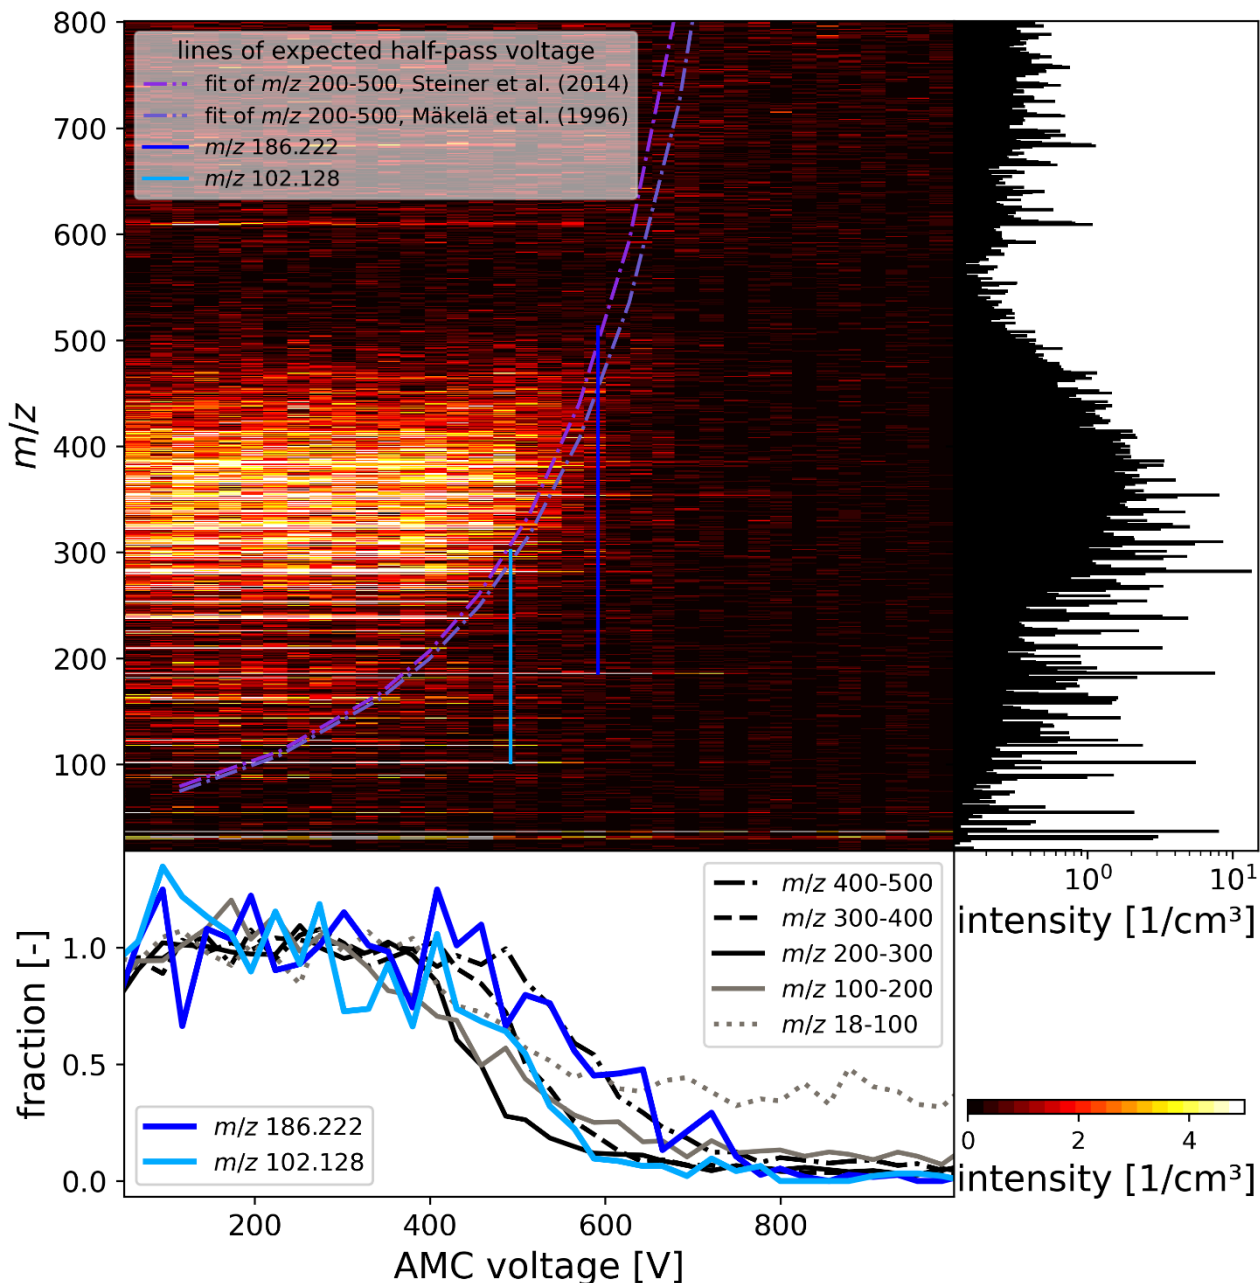 800
700
600
500
400
300
200
100
m/z
lines of expected half-pass voltage
fit of m/z 200-500, Steiner et al. (2014)
fit of m/z 200-500, Mäkelä et al. (1996)
m/z 186.222
m/z 102.128
10⁰
10¹
intensity [1/cm³]
1.0
0.5
0.0
fraction [-]
m/z 400-500
m/z 300-400
m/z 200-300
m/z 100-200
m/z 18-100
m/z 186.222
m/z 102.128
200
400
600
800
AMC voltage [V]
0
2
4
intensity [1/cm³]